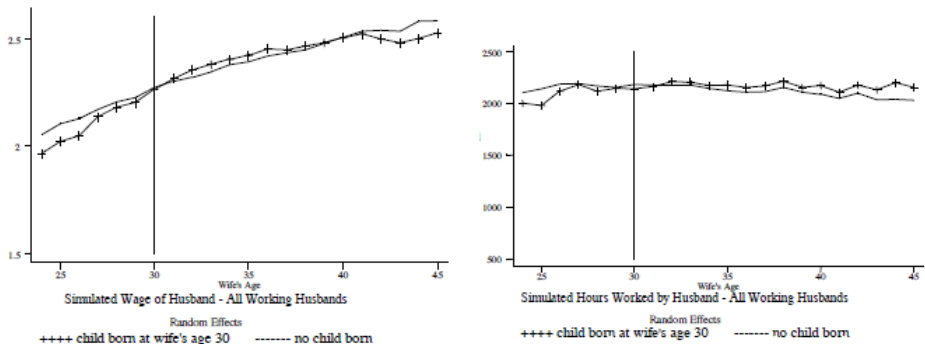 2.5
2
1.5
25
30
35
40
45
Wife's Age
Simulated Wage of Husband - All Working Husbands
Random Effects
++++ child born at wife's age 30 ------- no child born
2500
2000
1500
1000
500
25
30
35
40
45
Wife's Age
Simulated Hours Worked by Husband - All Working Husbands
Random Effects
++++ child born at wife's age 30 ------- no child born